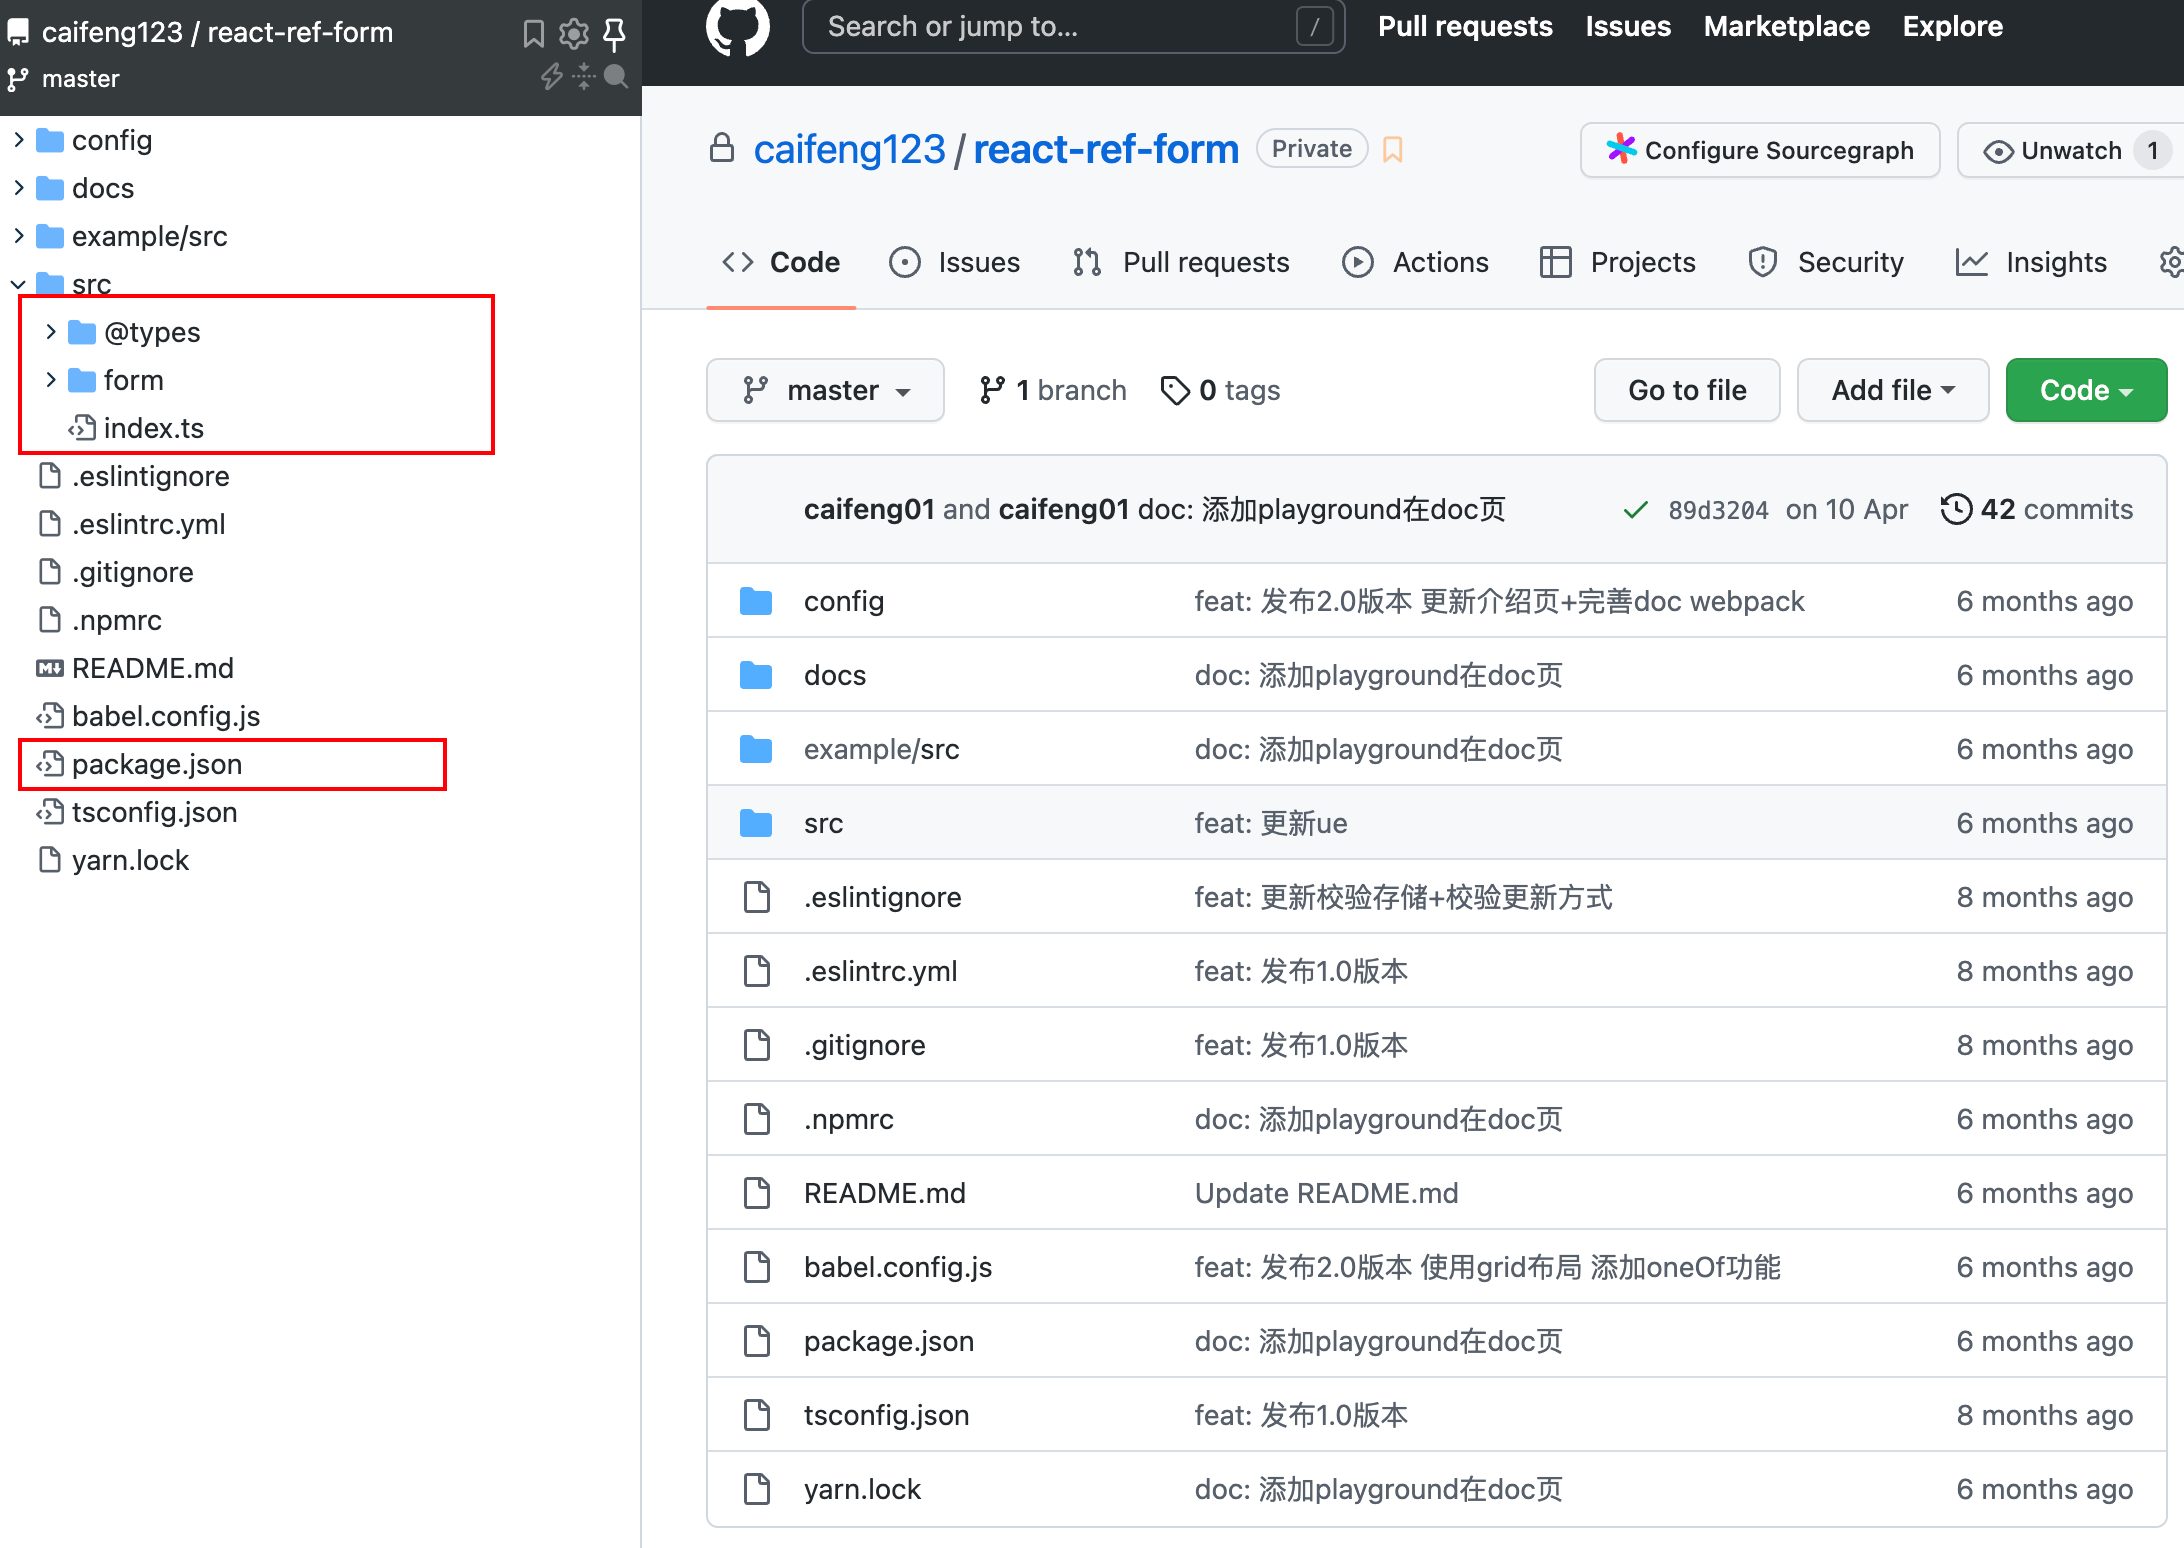 caifeng123 / react-ref-form
master
config
docs
example/src
src
@types
form
index.ts
.eslintignore
.eslintrc.yml
.gitignore
.npmrc
README.md
babel.config.js
package.json
tsconfig.json
yarn.lock
Search or jump to... /
Pull requests Issues Marketplace Explore
caifeng123 / react-ref-form Private
Configure Sourcegraph Unwatch 1
Code Issues Pull requests Actions Projects Security Insights
master 1 branch 0 tags Go to file Add file Code
caifeng01 and caifeng01 doc: 添加playground在doc页 89d3204 on 10 Apr 42 commits
config feat: 发布2.0版本 更新介绍页+完善doc webpack 6 months ago
docs doc: 添加playground在doc页 6 months ago
example/src doc: 添加playground在doc页 6 months ago
src feat: 更新ue 6 months ago
.eslintignore feat: 更新校验存储+校验更新方式 8 months ago
.eslintrc.yml feat: 发布1.0版本 8 months ago
.gitignore feat: 发布1.0版本 8 months ago
.npmrc doc: 添加playground在doc页 6 months ago
README.md Update README.md 6 months ago
babel.config.js feat: 发布2.0版本 使用grid布局 添加oneOf功能 6 months ago
package.json doc: 添加playground在doc页 6 months ago
tsconfig.json feat: 发布1.0版本 8 months ago
yarn.lock doc: 添加playground在doc页 6 months ago